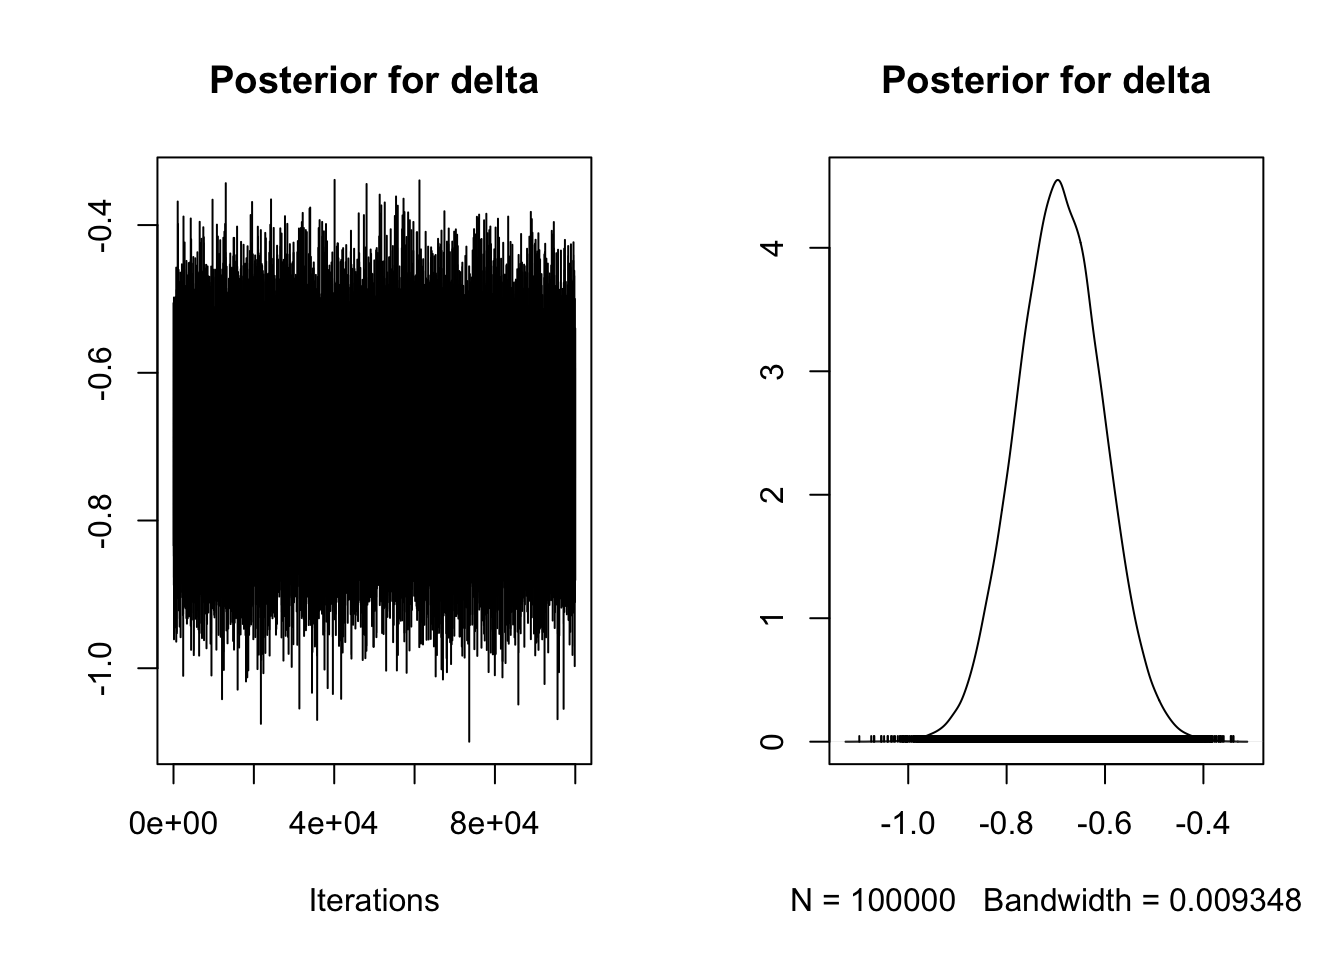 Posterior for delta
-0.4
-0.6
-0.8
-1.0
0e+00 4e+04 8e+04
Iterations
Posterior for delta
4
3
2
1
0
-1.0 -0.8 -0.6 -0.4
N = 100000 Bandwidth = 0.009348